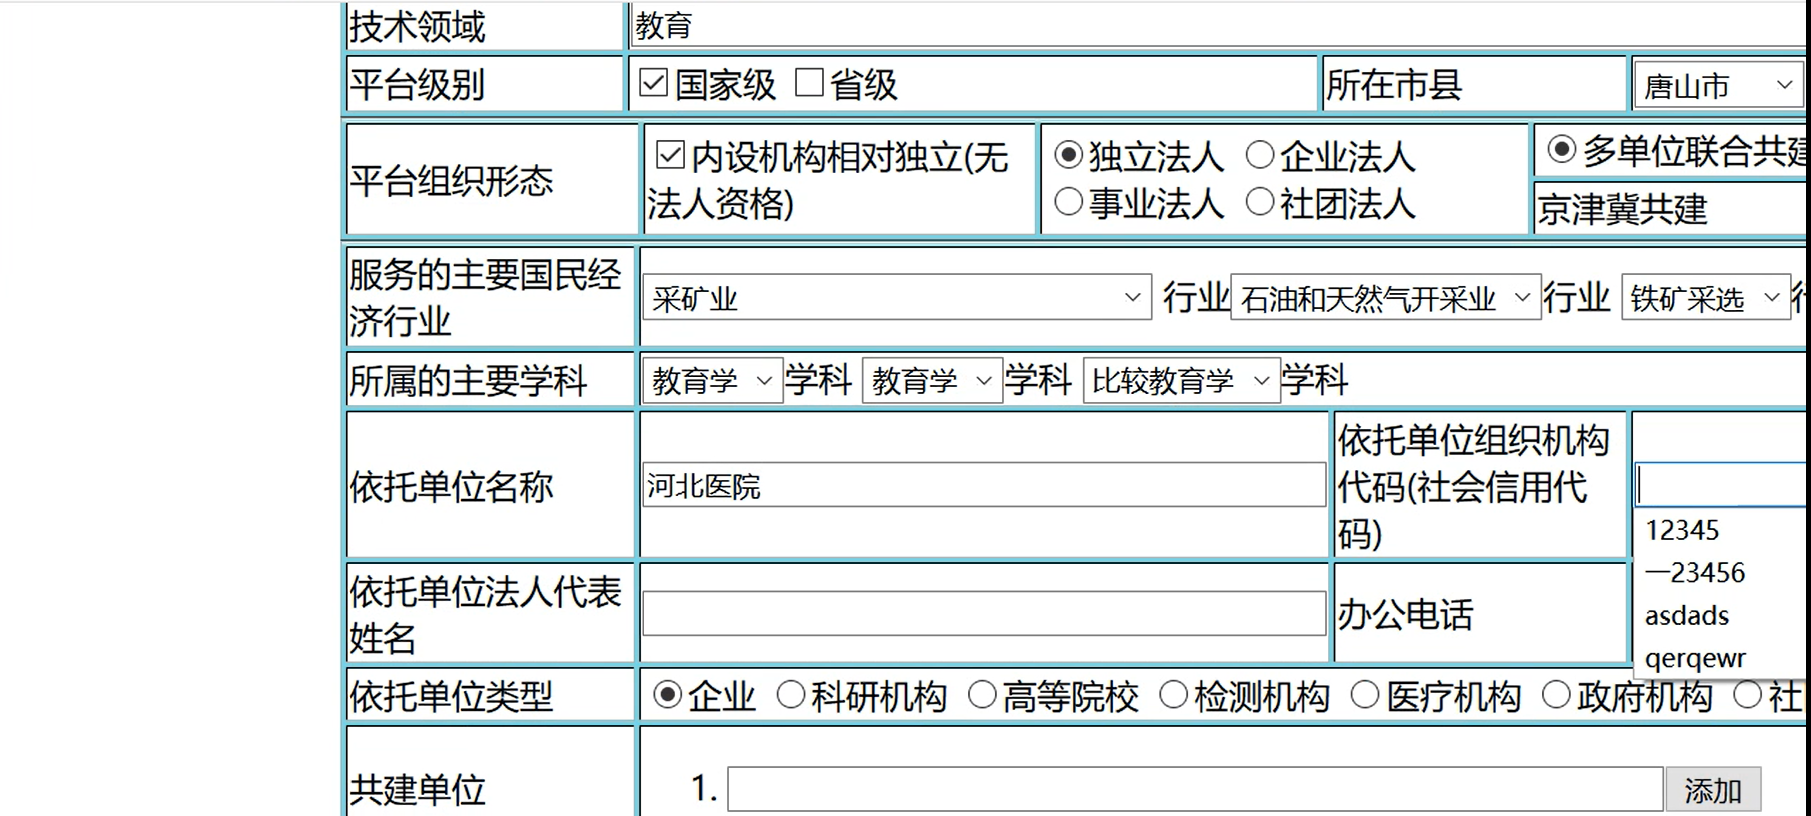 技术领域 教育
平台级别 国家级 省级 所在市县 唐山市
平台组织形态 内设机构相对独立(无法人资格) 独立法人 企业法人 事业法人 社团法人 多单位联合共建 京津冀共建
服务的主要国民经济行业 采矿业 行业 石油和天然气开采业 行业 铁矿采选
所属的主要学科 教育学 学科 教育学 学科 比较教育学 学科
依托单位名称 河北医院 依托单位组织机构代码(社会信用代码)
12345
一23456
asdads
qerqewr
依托单位法人代表姓名 办公电话
依托单位类型 企业 科研机构 高等院校 检测机构 医疗机构 政府机构 社
共建单位 1. 添加